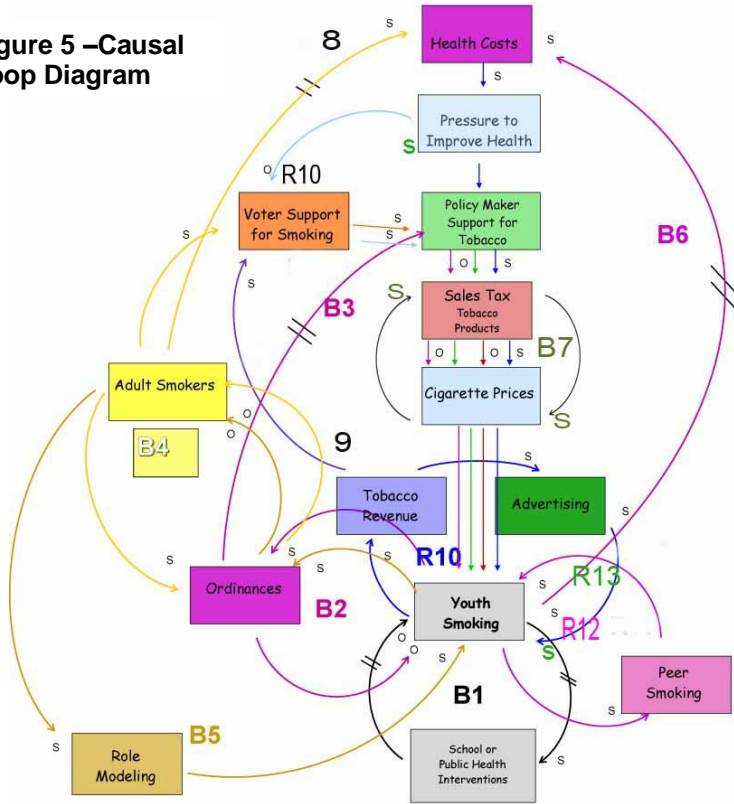 gure 5 –Causal
oop Diagram
8
S
Health Costs
S
S
Pressure to
Improve Health
S
O
R10
Voter Support
for Smoking
S
S
Policy Maker
Support for
Tobacco
B6
S
S
O
S
B3
S
Sales Tax
Tobacco
Products
B7
O
O
S
Adult Smokers
Cigarette Prices
S
O
O
B4
9
S
S
Tobacco
Revenue
Advertising
S
S
S
S
S
R10
R13
Ordinances
B2
Youth
Smoking
S
S
R12
O
O
S
S
Peer
Smoking
B1
S
S
B5
Role
Modeling
School or
Public Health
Interventions
S